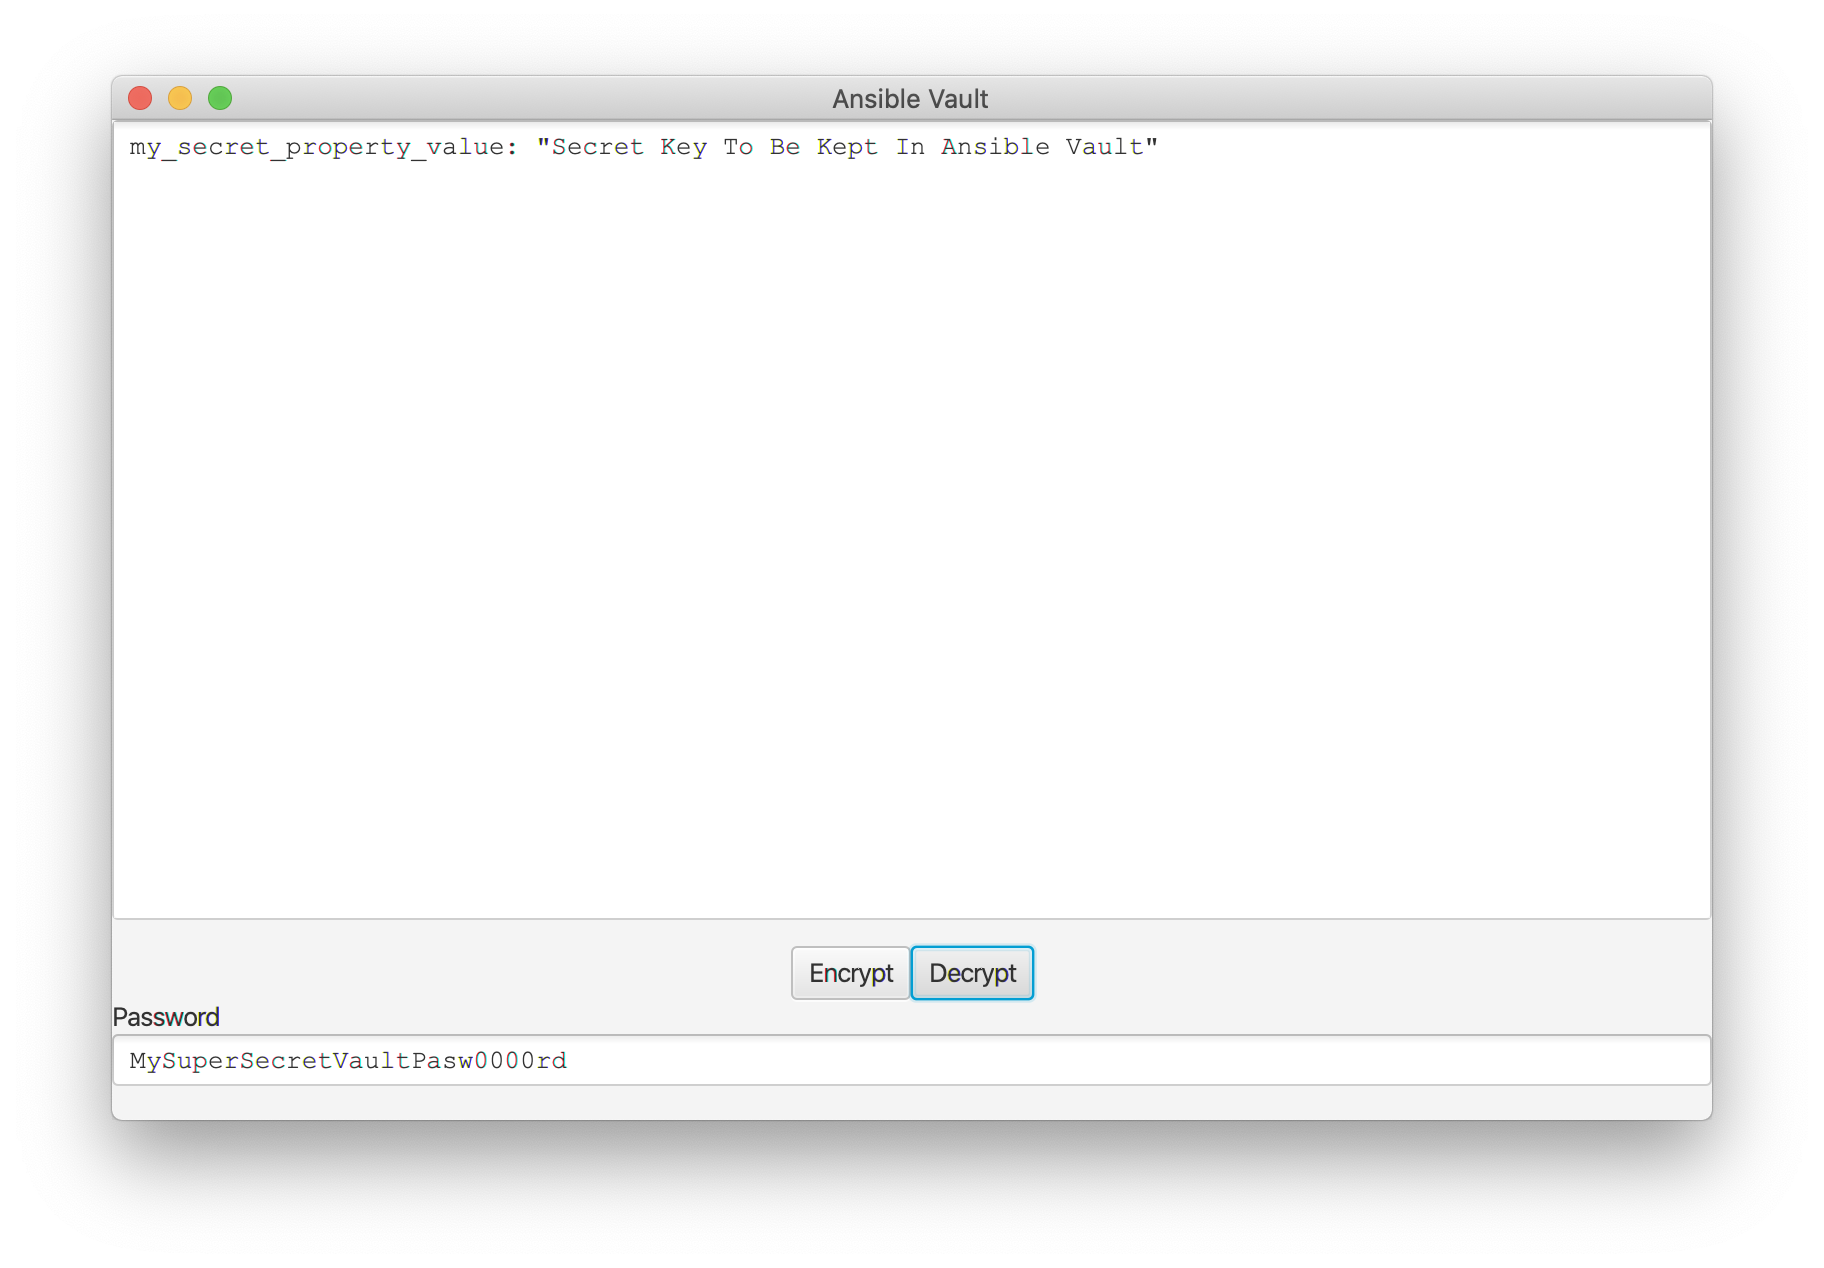 Ansible Vault
my_secret_property_value: "Secret Key To Be Kept In Ansible Vault"
Encrypt Decrypt
Password
MySuperSecretVaultPasw0000rd